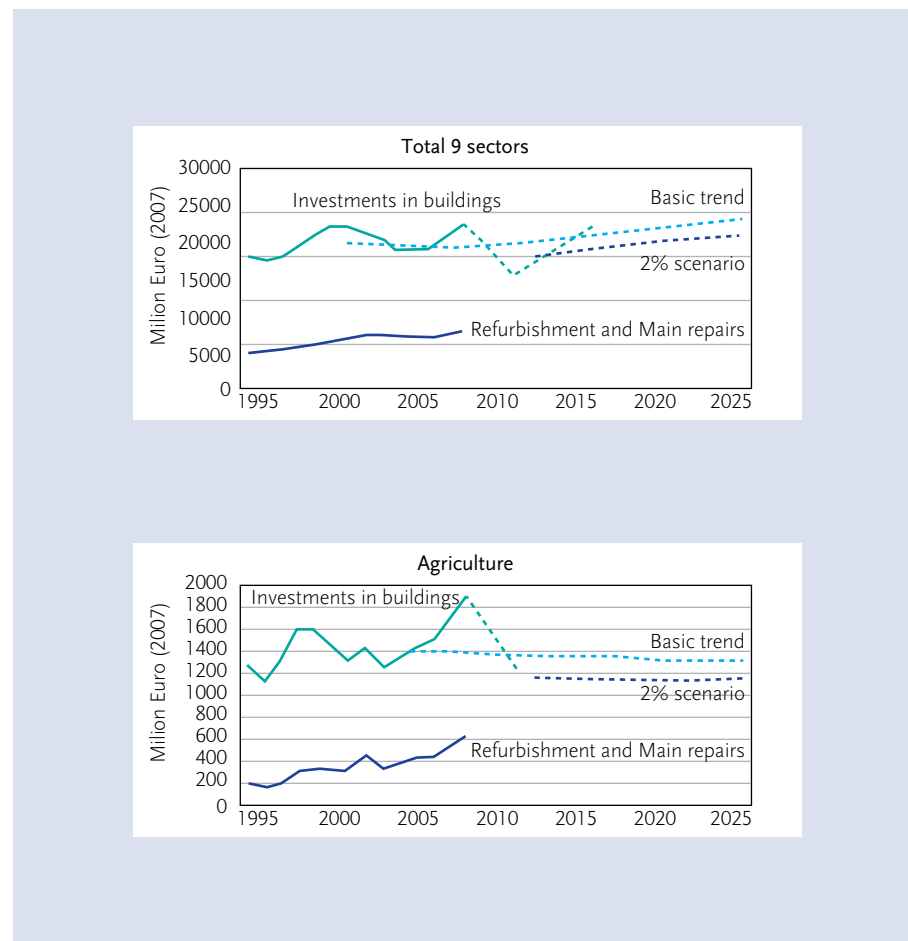 Total 9 sectors
Milion Euro (2007)
30000
25000
20000
15000
10000
5000
0
Investments in buildings
Basic trend
2% scenario
Refurbishment and Main repairs
1995 2000 2005 2010 2015 2020 2025
Agriculture
Milion Euro (2007)
2000
1800
1600
1400
1200
1000
800
600
400
200
0
Investments in buildings
Basic trend
2% scenario
Refurbishment and Main repairs
1995 2000 2005 2010 2015 2020 2025